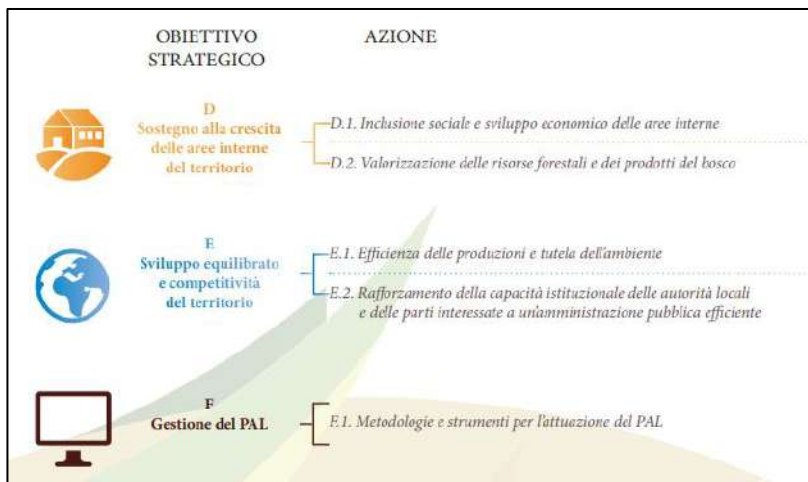 OBIETTIVO
STRATEGICO
AZIONE
D
Sostegno alla crescita
delle aree interne
del territorio
D.1. Inclusione sociale e sviluppo economico delle aree interne
D.2. Valorizzazione delle risorse forestali e dei prodotti del bosco
E
Sviluppo equilibrato
e competitività
del territorio
E.1. Efficienza delle produzioni e tutela dell'ambiente
E.2. Rafforzamento della capacità istituzionale delle autorità locali
e delle parti interessate a un'amministrazione pubblica efficiente
F
Gestione del PAL
F.1. Metodologie e strumenti per l'attuazione del PAL